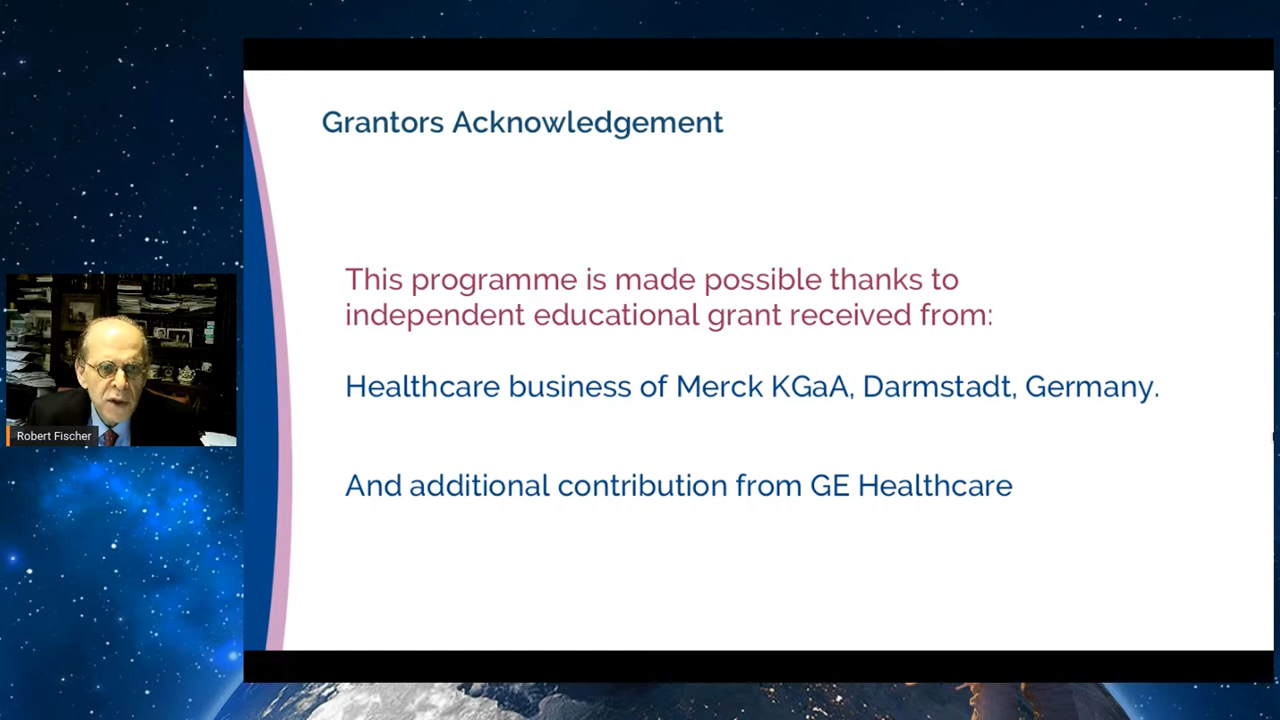 Grantors Acknowledgement
This programme is made possible thanks to
independent educational grant received from:
Healthcare business of Merck KGaA, Darmstadt, Germany.
And additional contribution from GE Healthcare
Robert Fischer